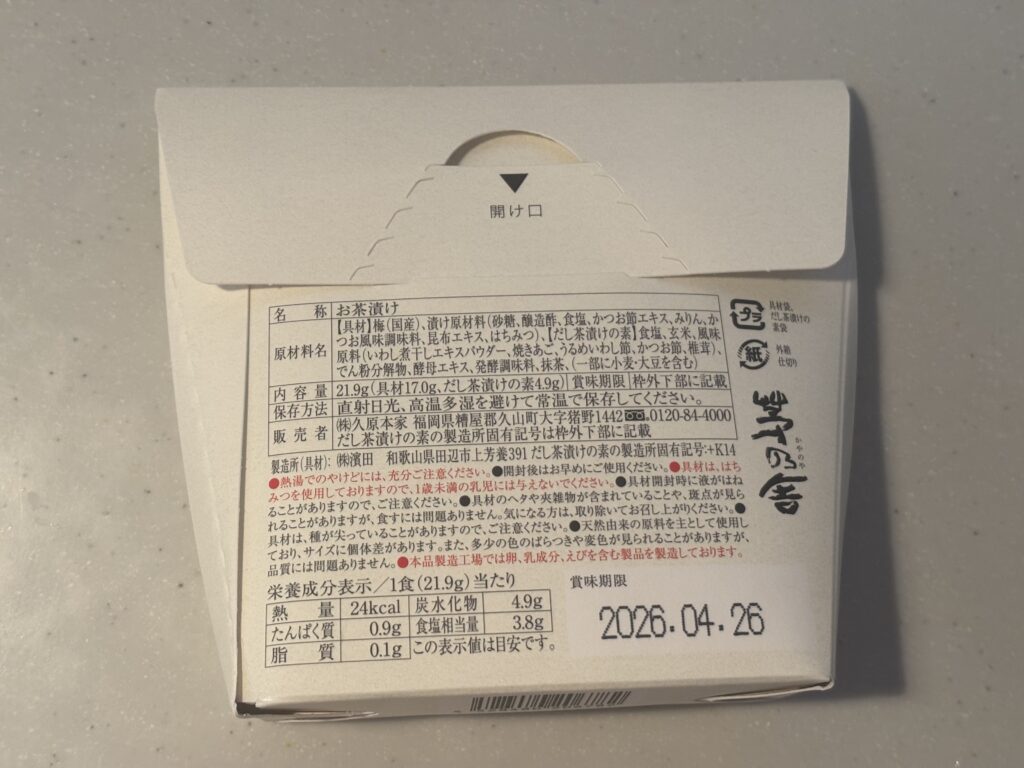 ▼
開け口
名称 お茶漬け
原材料名 【具材】梅(国産)、漬け原材料(砂糖、醸造酢、食塩、かつお節エキス、みりん、か
つお風味調味料、昆布エキス、はちみつ)、【だし茶漬けの素】食塩、玄米、風味
原料(いわし煮干しエキスパウダー、焼きあご、うるめいわし節、かつお節、椎茸)、
でん粉分解物、酵母エキス、発酵調味料、抹茶、(一部に小麦・大豆を含む)
内容量 21.9g(具材17.0g、だし茶漬けの素4.9g) 賞味期限 枠外下部に記載
保存方法 直射日光、高温多湿を避けて常温で保存してください。
販売者 ㈱久原本家 福岡県糟屋郡久山町大字猪野1442 0120-84-4000
だし茶漬けの素の製造所固有記号は枠外下部に記載
製造所(具材): ㈱濱田 和歌山県田辺市上芳養391 だし茶漬けの素の製造所固有記号:+K14
●熱湯でのやけどには、充分ご注意ください。●開封後はお早めにご使用ください。●具材は、はち
みつを使用しておりますので、1歳未満の乳児には与えないでください。●具材開封時に液がはね
ることがありますので、ご注意ください。●具材のヘタや夾雑物が含まれていることや、斑点が見ら
れることがありますが、食すには問題ありません。気になる方は、取り除いてお召し上がりください。●
具材は、種が尖っていることがありますので、ご注意ください。●天然由来の原料を主として使用し
ており、サイズに個体差があります。また、多少の色のばらつきや変色が見られることがありますが、
品質には問題ありません。●本品製造工場では卵、乳成分、えびを含む製品を製造しております。
栄養成分表示/1食(21.9g)当たり
熱量 24kcal 炭水化物 4.9g
たんぱく質 0.9g 食塩相当量 3.8g
脂質 0.1g この表示値は目安です。
賞味期限
2026.04.26
プラ
具材袋、
だし茶漬けの
素袋
紙
外箱
仕切り
茅乃舎
かやのや